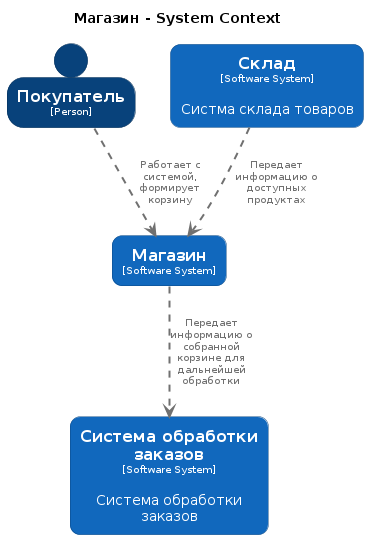 Магазин - System Context
Покупатель
[Person]
Склад
[Software System]
Систма склада товаров
Работает с
системой,
формирует
корзину
Передает
информацию о
доступных
продуктах
Магазин
[Software System]
Передает
информацию о
собранной
корзине для
дальнейшей
обработки
Система обработки
заказов
[Software System]
Система обработки
заказов